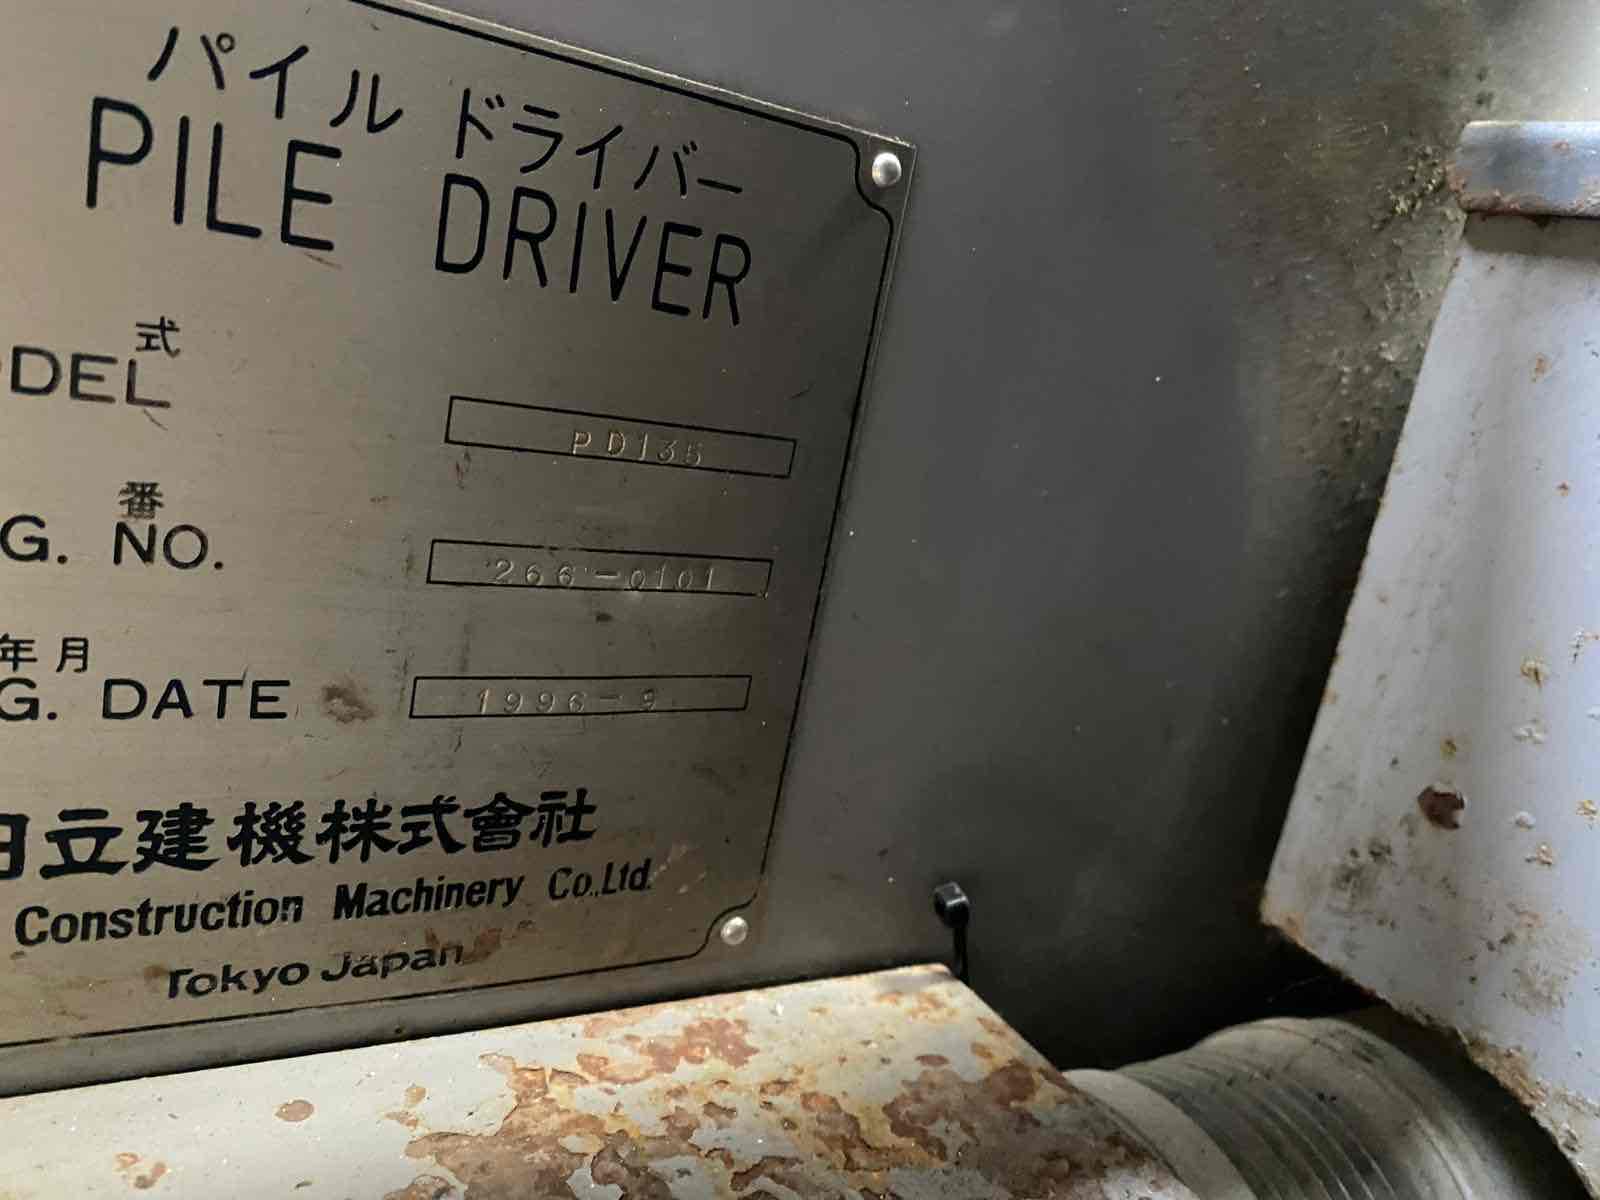 パイル ドライバー
PILE DRIVER
式
ODEL PD135
番
G. NO. 266-0101
年月
G. DATE 1996-9
日立建機株式會社
Construction Machinery Co.,Ltd.
Tokyo Japan